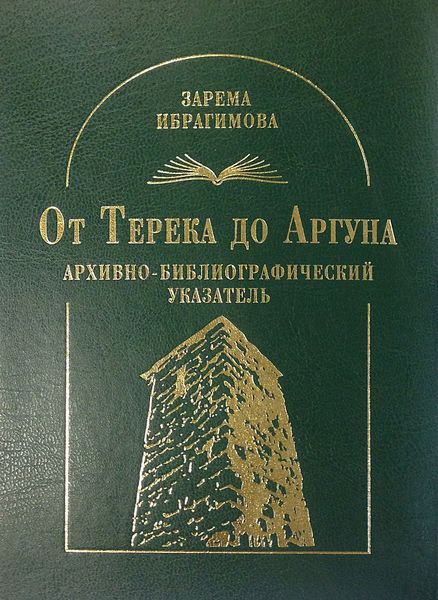 ЗАРЕМА
ИБРАГИМОВА
ОТ ТЕРЕКА ДО АРГУНА
АРХИВНО-БИБЛИОГРАФИЧЕСКИЙ
УКАЗАТЕЛЬ